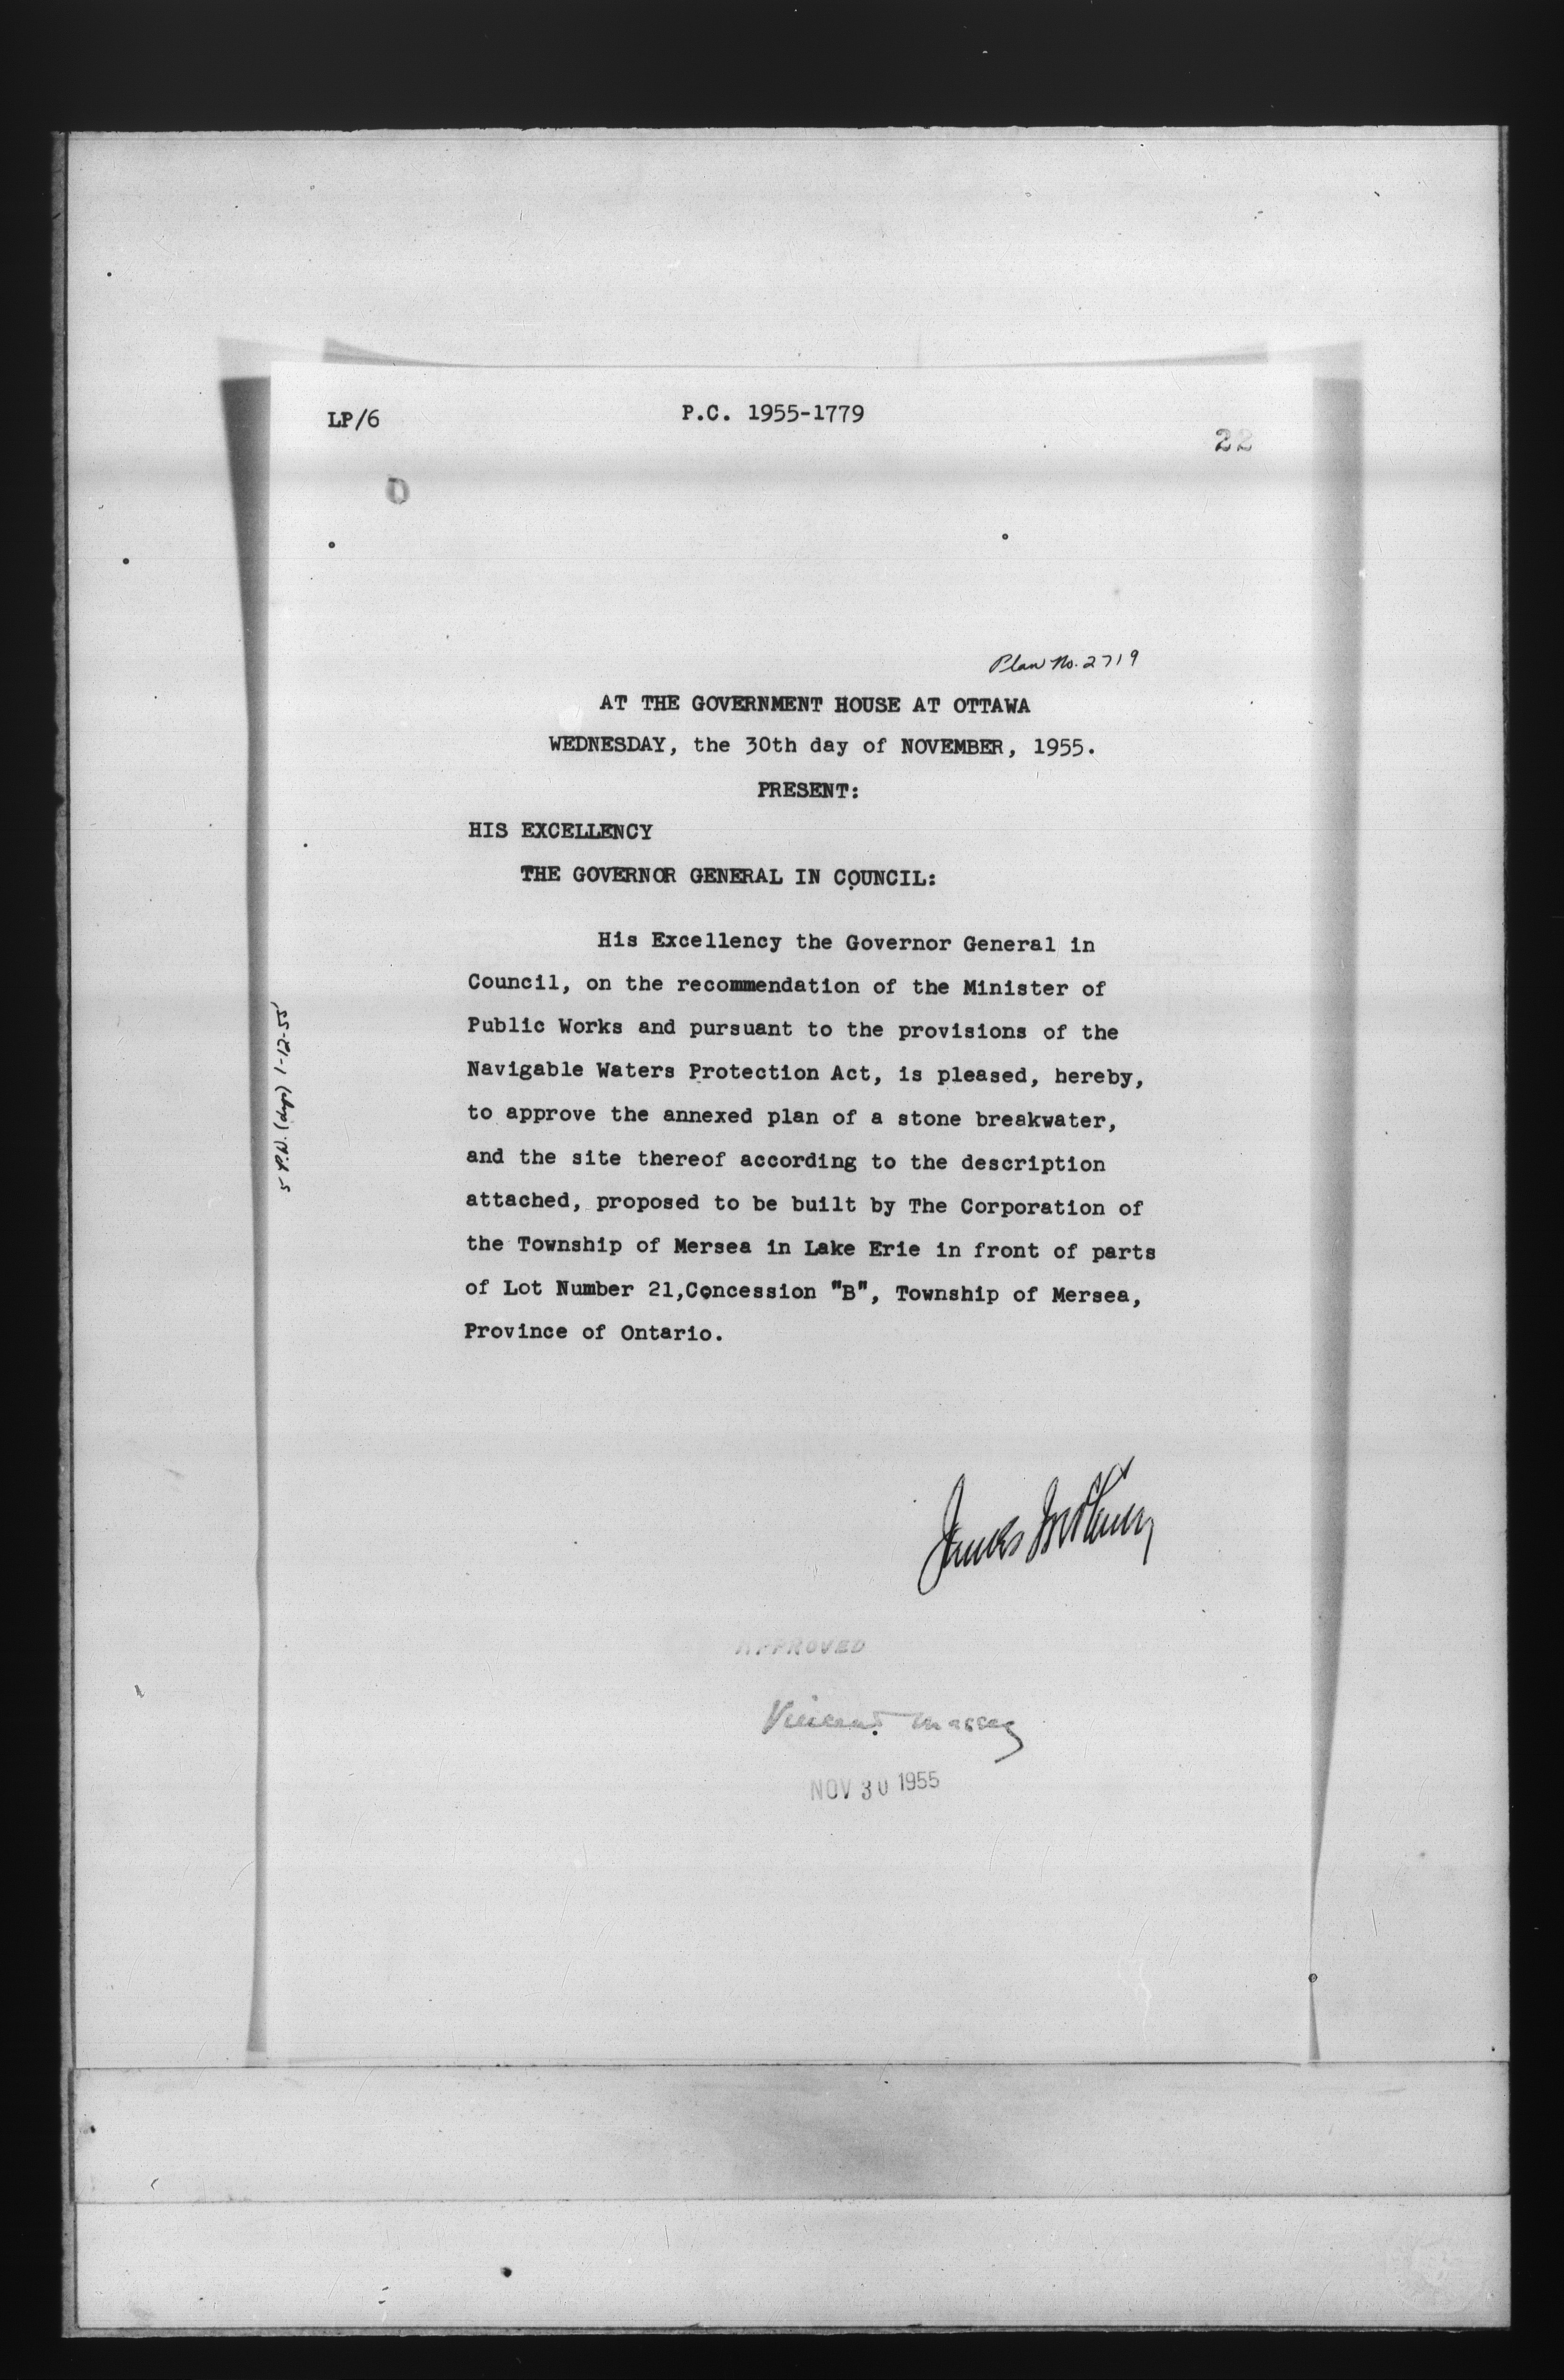 LP/6
P.C. 1955-1779
22
D
Plan No. 2719
AT THE GOVERNMENT HOUSE AT OTTAWA
WEDNESDAY, the 30th day of NOVEMBER, 1955.
PRESENT:
HIS EXCELLENCY
THE GOVERNOR GENERAL IN COUNCIL:
His Excellency the Governor General in
Council, on the recommendation of the Minister of
Public Works and pursuant to the provisions of the
Navigable Waters Protection Act, is pleased, hereby,
to approve the annexed plan of a stone breakwater,
and the site thereof according to the description
attached, proposed to be built by The Corporation of
the Township of Mersea in Lake Erie in front of parts
of Lot Number 21,Concession "B", Township of Mersea,
Province of Ontario.
5 P.W. 1-12-55
James
APPROVED
Vincent Massey
NOV 30 1955